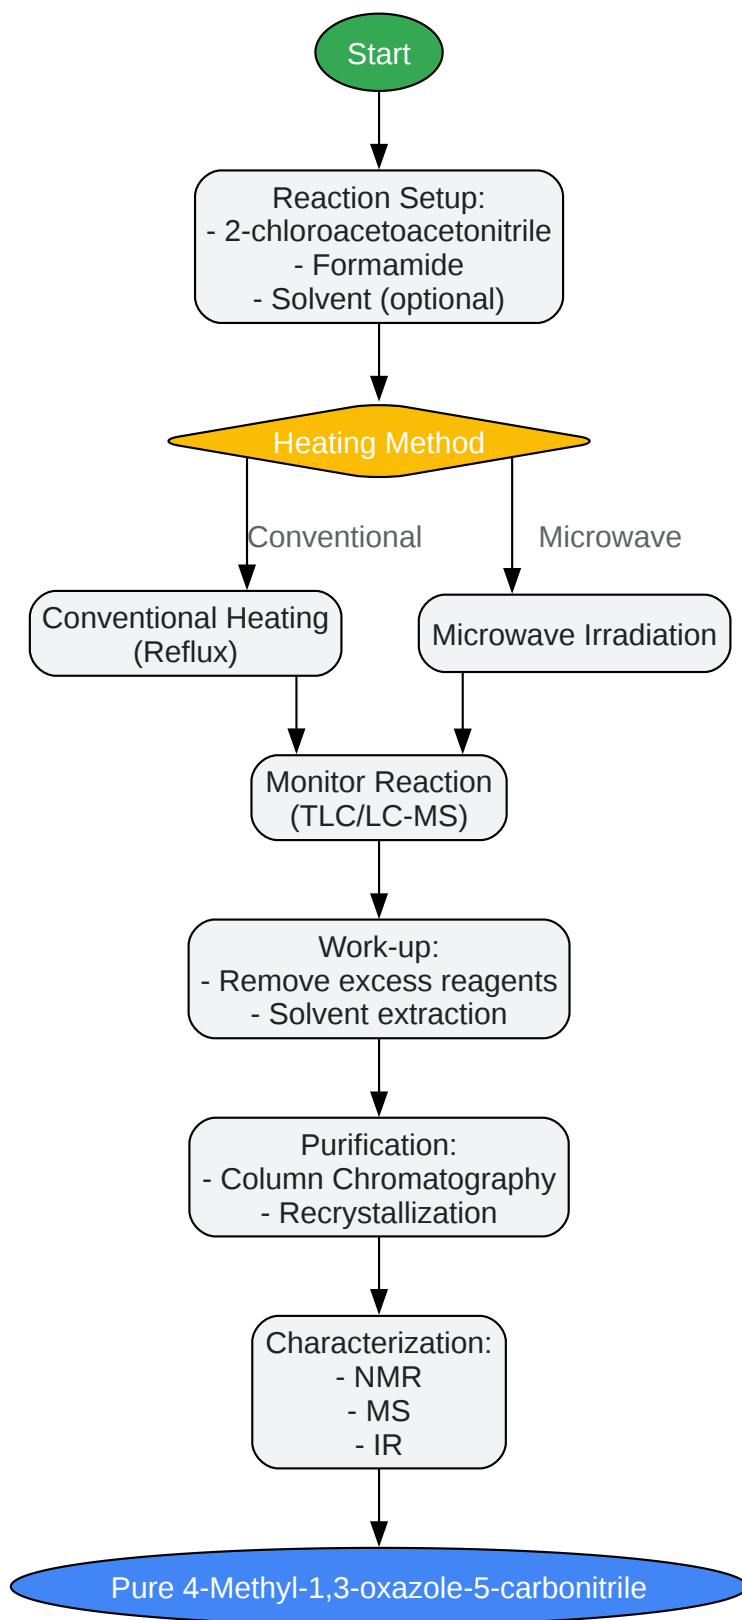 Start
Reaction Setup:
- 2-chloroacetoacetonitrile
- Formamide
- Solvent (optional)
Heating Method
Conventional
Microwave
Conventional Heating
(Reflux)
Microwave Irradiation
Monitor Reaction
(TLC/LC-MS)
Work-up:
- Remove excess reagents
- Solvent extraction
Purification:
- Column Chromatography
- Recrystallization
Characterization:
- NMR
- MS
- IR
Pure 4-Methyl-1,3-oxazole-5-carbonitrile